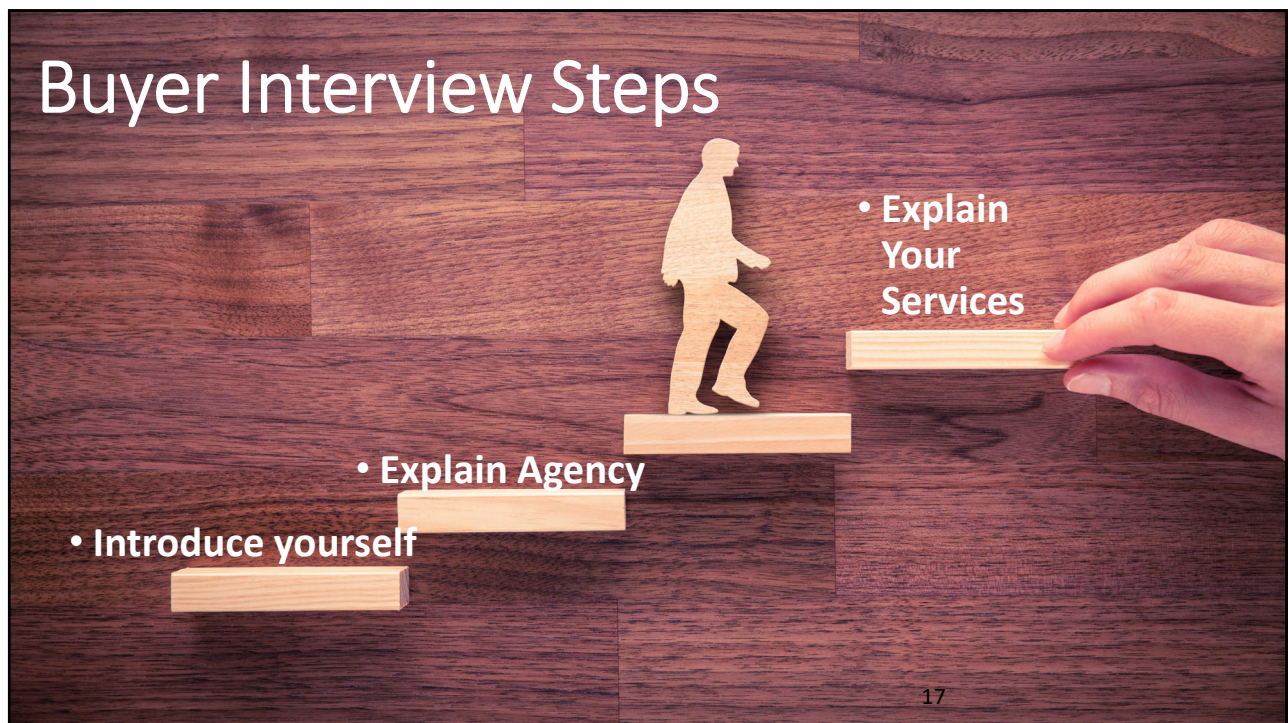 Buyer Interview Steps
• Explain
Your
Services
• Explain Agency
• Introduce yourself
17